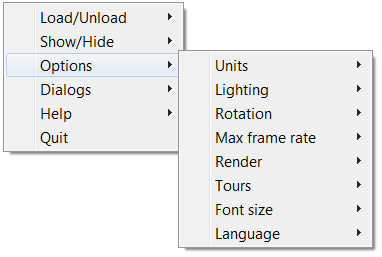 Load/Unload
Show/Hide
Options
Dialogs
Help
Quit
Units
Lighting
Rotation
Max frame rate
Render
Tours
Font size
Language